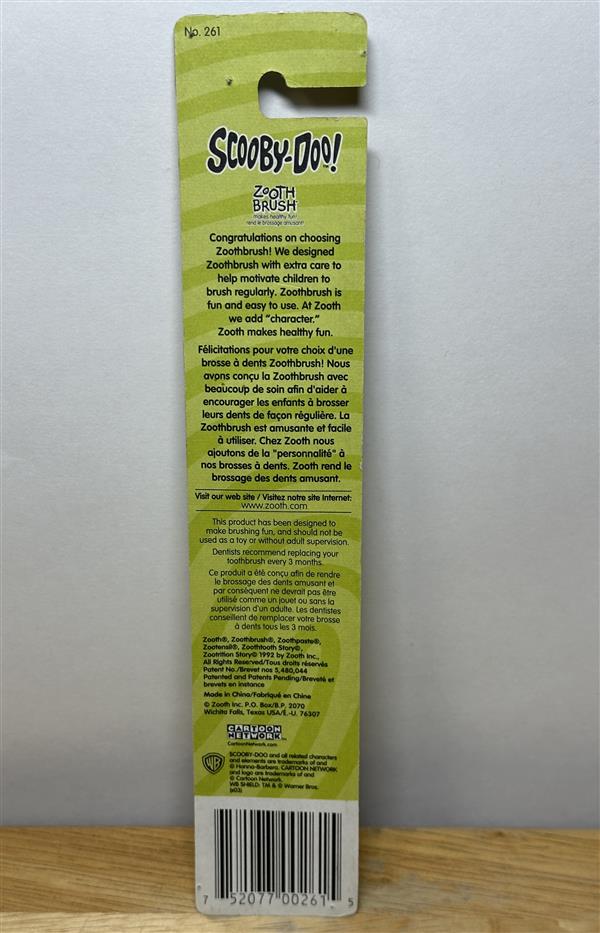 No. 261
SCOOBY-DOO!
ZOOTH
BRUSH
makes healthy fun!
rend le brossage amusant!
Congratulations on choosing
Zoothbrush! We designed
Zoothbrush with extra care to
help motivate children to
brush regularly. Zoothbrush is
fun and easy to use. At Zooth
we add "character."
Zooth makes healthy fun.
Félicitations pour votre choix d'une
brosse à dents Zoothbrush! Nous
avons conçu la Zoothbrush avec
beaucoup de soin afin d'aider à
encourager les enfants à brosser
leurs dents de façon régulière. La
Zoothbrush est amusante et facile
à utiliser. Chez Zooth nous
ajoutons de la "personnalité" à
nos brosses à dents. Zooth rend le
brossage des dents amusant.
Visit our web site / Visitez notre site Internet:
www.zooth.com
This product has been designed to
make brushing fun, and should not be
used as a toy or without adult supervision.
Dentists recommend replacing your
toothbrush every 3 months.
Ce produit a été conçu afin de rendre
le brossage des dents amusant et
par conséquent ne devrait pas être
utilisé comme un jouet ou sans la
supervision d'un adulte. Les dentistes
conseillent de remplacer votre brosse
à dents tous les 3 mois.
Zooth®, Zoothbrush®, Zoothpaste®,
Zootensil®, Zoothtooth Story©,
Zootrition Story© 1992 by Zooth Inc.,
All Rights Reserved/Tous droits réservés
Patent No./Brevet nos 5,480,044
Patented and Patents Pending/Breveté et
brevets en instance
Made in China/Fabriqué en Chine
© Zooth Inc. P.O. Box/B.P. 2070
Wichita Falls, Texas USA/É.-U. 76307
CARTOON
NETWORK
CartoonNetwork.com
WB
SCOOBY-DOO and all related characters
and elements are trademarks of and
© Hanna-Barbera. CARTOON NETWORK
and logo are trademarks of and
© Cartoon Network.
WB SHIELD: TM & © Warner Bros.
(s03)
7 52077 00261 5